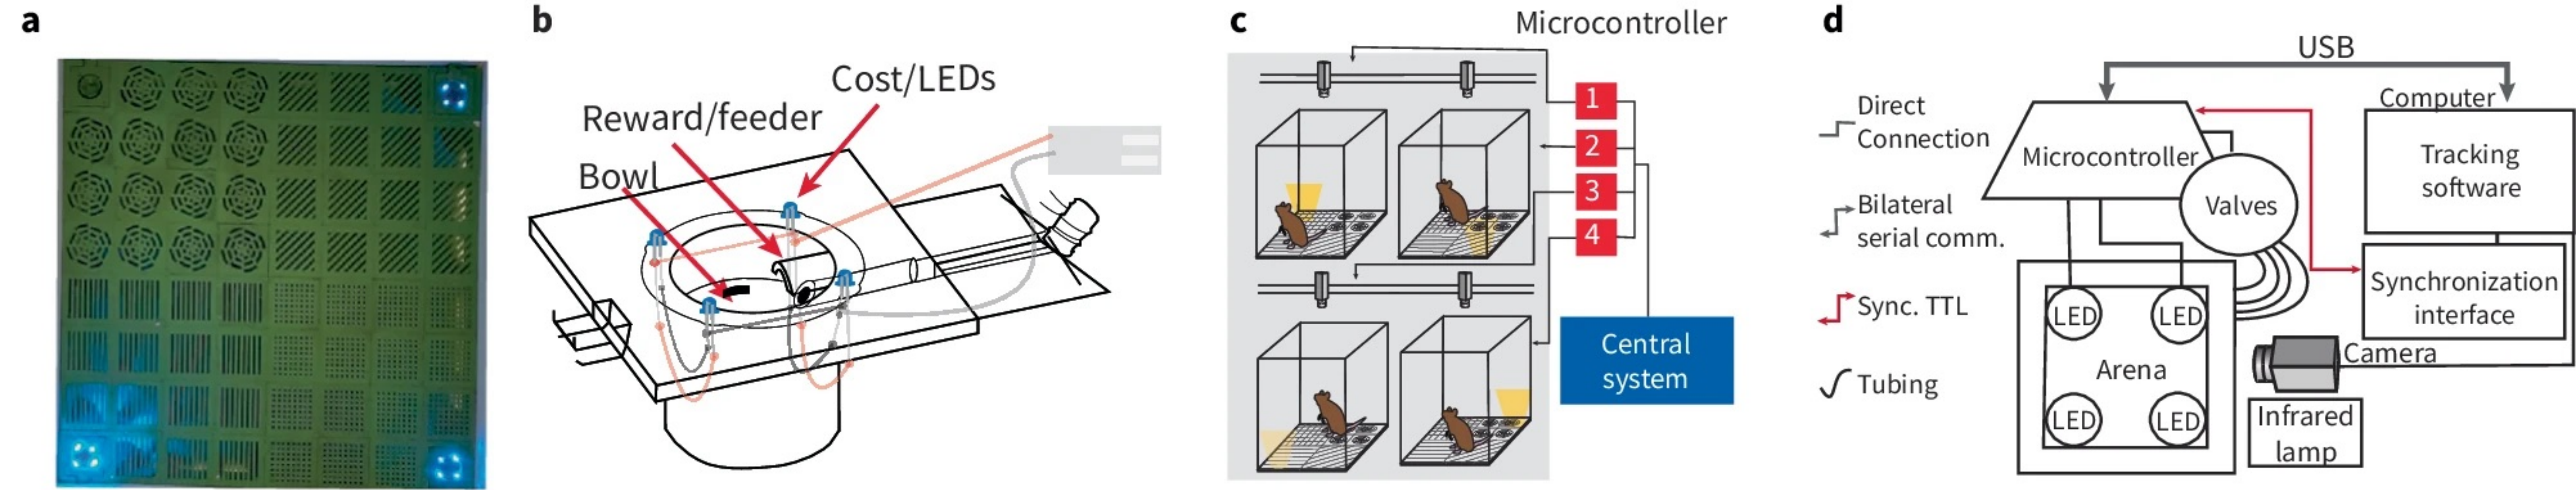 a
b
Cost/LEDs
Reward/feeder
Bowl
c
Microcontroller
1
2
3
4
Central
system
d
USB
Direct
Connection
Bilateral
serial comm.
Sync. TTL
Tubing
Microcontroller
Valves
Computer
Tracking
software
Synchronization
interface
LED
LED
Arena
LED
LED
Camera
Infrared
lamp